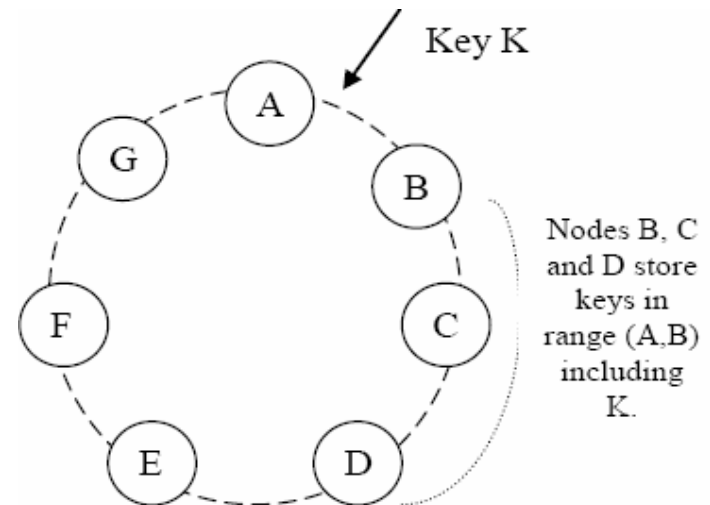 Key K
A
G
B
Nodes B, C
and D store
keys in
range (A,B)
including
K.
F
C
E
D